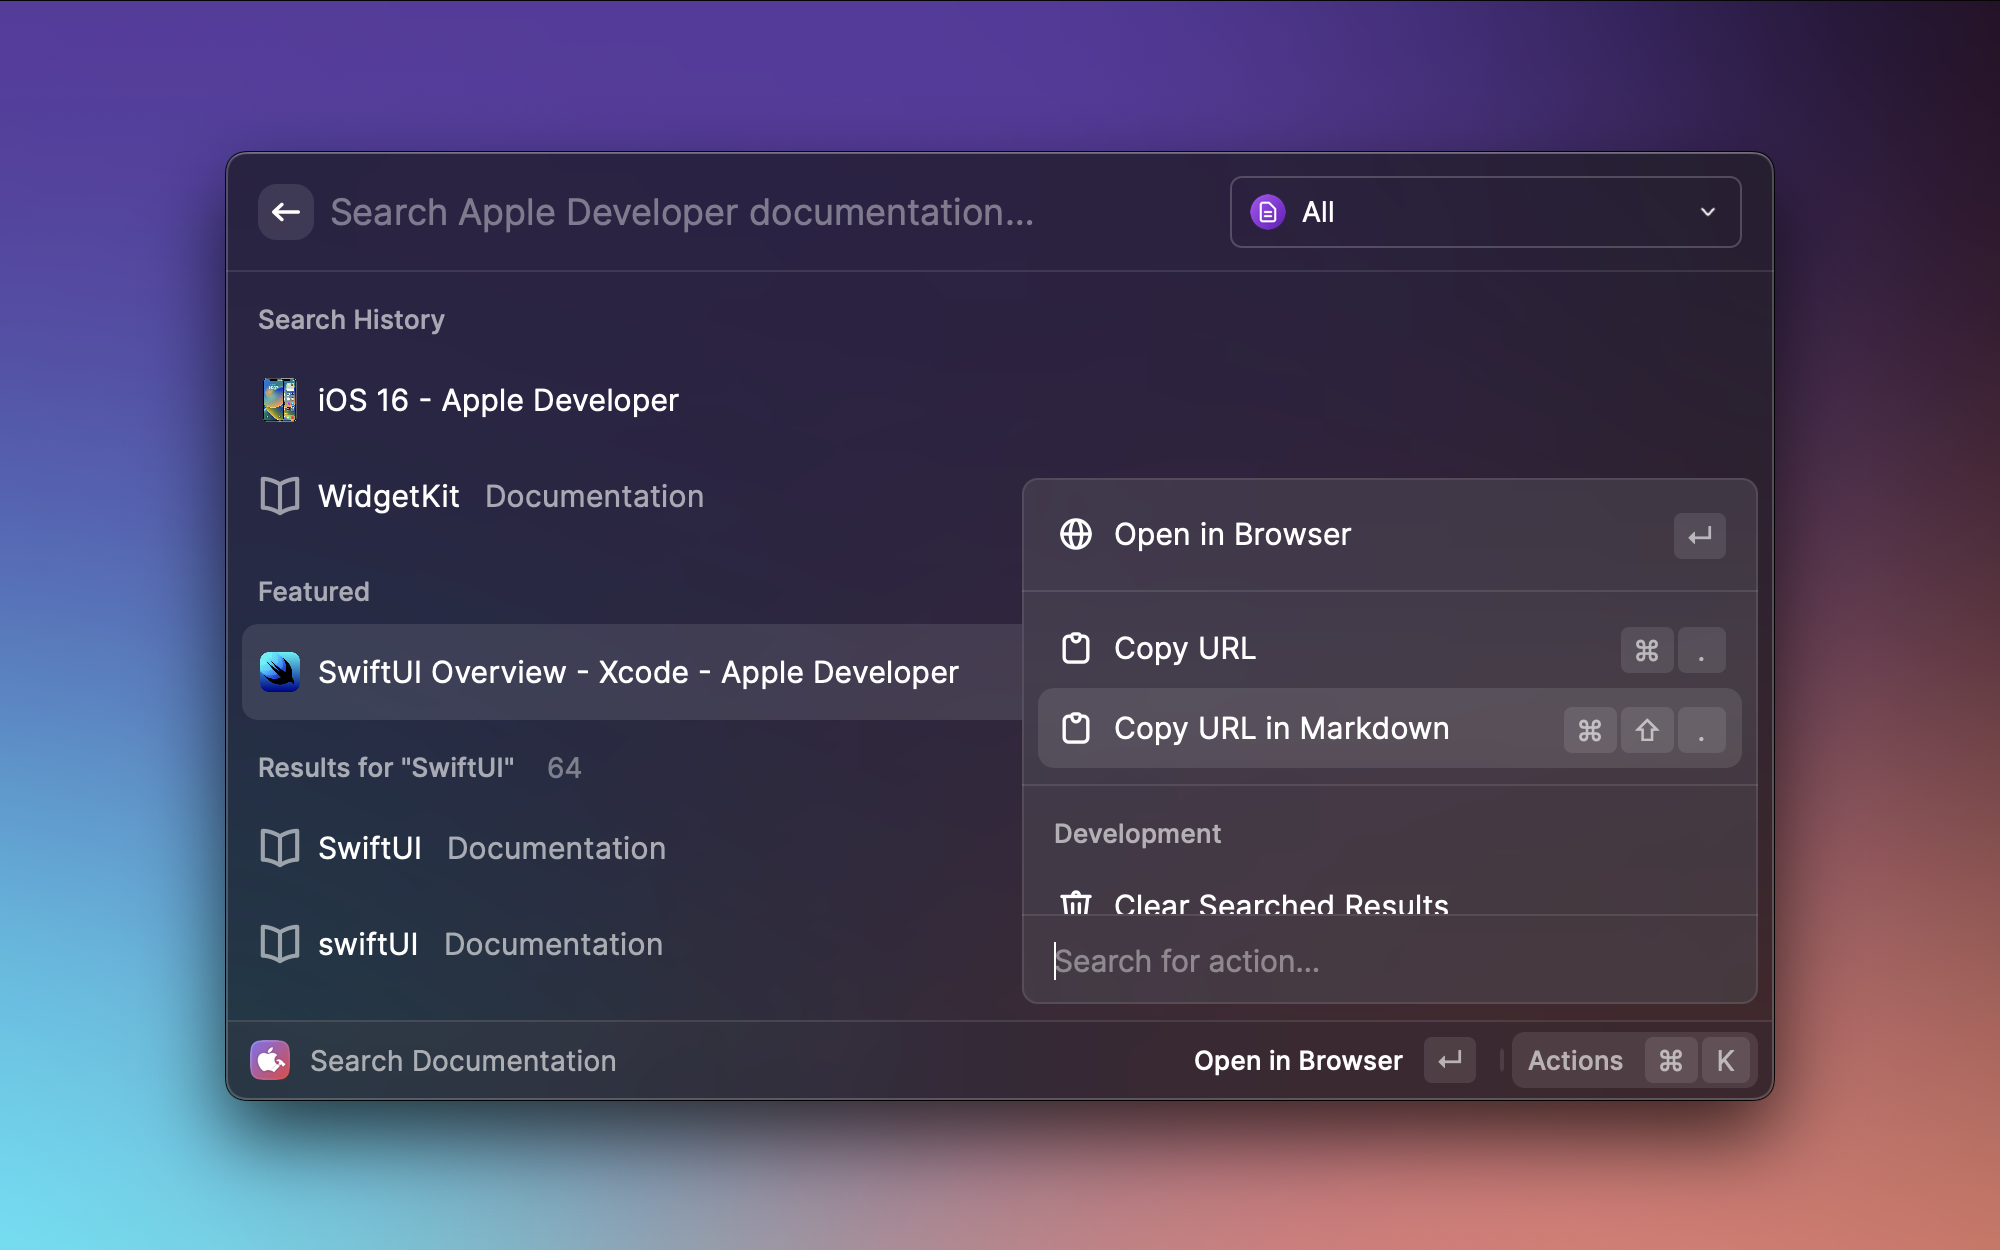 Search Apple Developer documentation...
All
Search History
iOS 16 - Apple Developer
WidgetKit Documentation
Featured
SwiftUI Overview - Xcode - Apple Developer
Results for "SwiftUI" 64
SwiftUI Documentation
swiftUI Documentation
Open in Browser ↵
Copy URL ⌘ .
Copy URL in Markdown ⌘ ⇧ .
Development
Clear Searched Results
Search for action...
Search Documentation
Open in Browser ↵
Actions ⌘ K